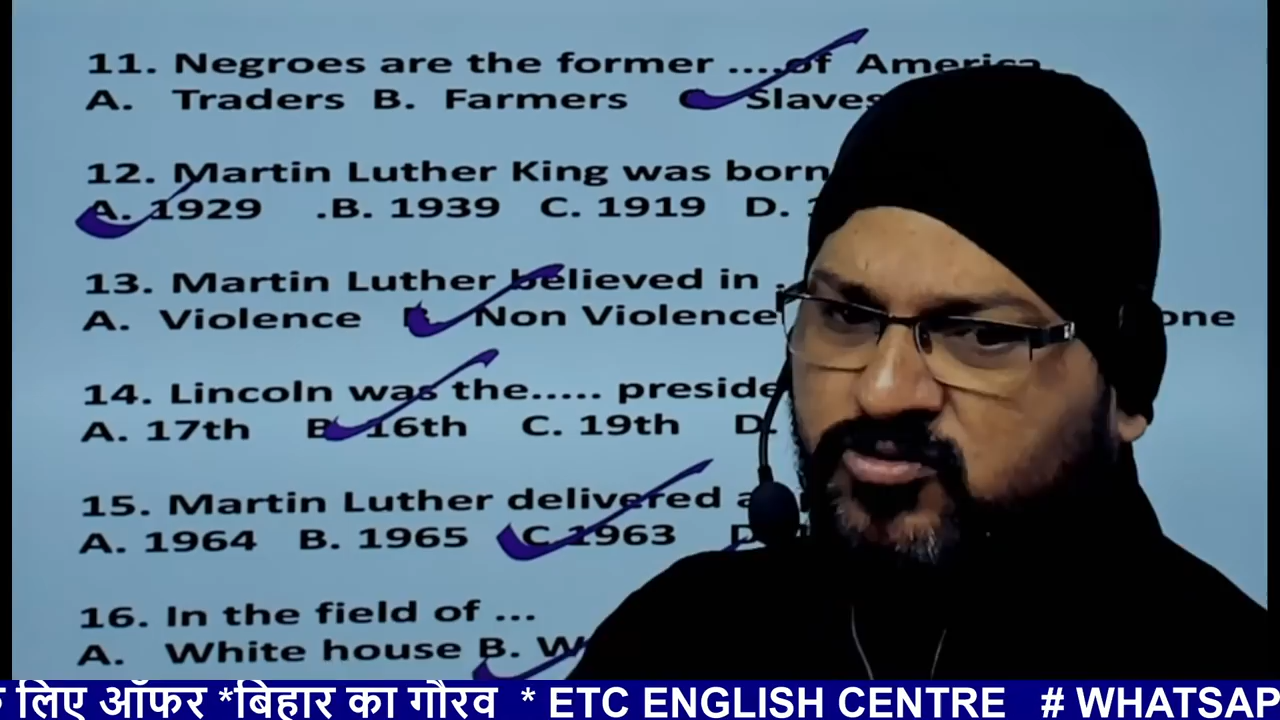 11. Negroes are the former ....of America.
A. Traders B. Farmers C Slaves
12. Martin Luther King was born
A. 1929 .B. 1939 C. 1919 D.
13. Martin Luther believed in
A. Violence B. Non Violence
14. Lincoln was the..... preside
A. 17th B 16th C. 19th D.
15. Martin Luther delivered a
A. 1964 B. 1965 C.1963 D
16. In the field of ...
A. White house B. W
लिए ऑफर *बिहार का गौरव * ETC ENGLISH CENTRE # WHATSAP